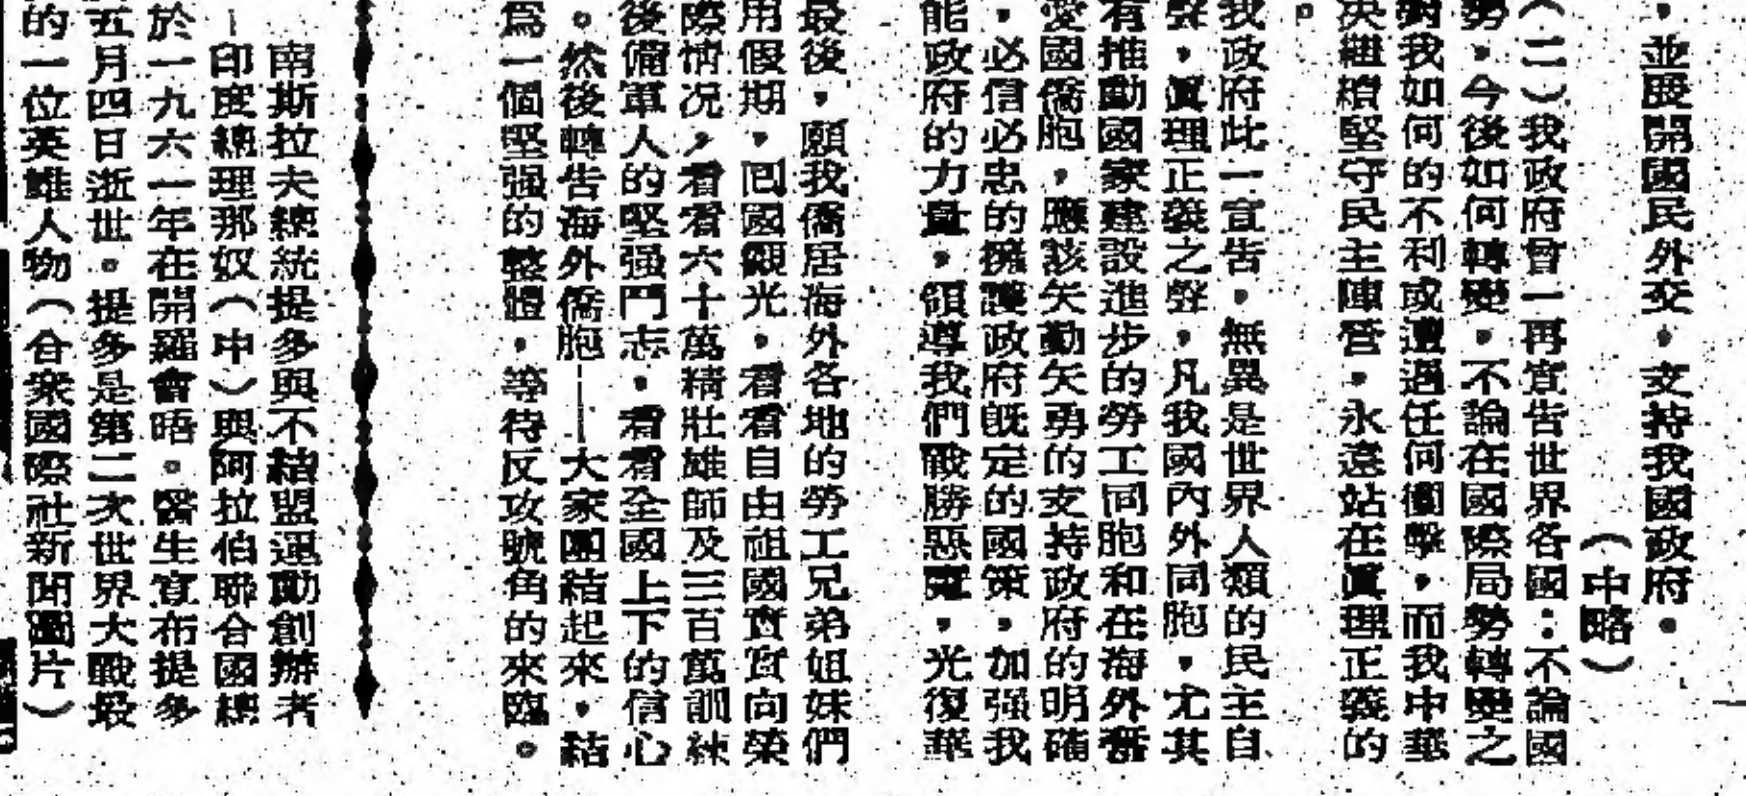 ，並展開國民外交，支持我國政府。
（中略）
（二）我政府曾一再宣告世界各國：不論國
勢，今後如何轉變，不論在國際局勢轉變之
對我如何的不利或遭遇任何衝擊，而我中華
決繼續堅守民主陣營，永遠站在眞理正義的
。
我政府此一宣告，無異是世界人類的民主自
聲，眞理正義之聲，凡我國內外同胞，尤其
有推動國家建設進步的勞工同胞和在海外奮
愛國僑胞，應該矢勤矢勇的支持政府的明確
，必信必忠的擁護政府旣定的國策，加强我
能政府的力量，領導我們戰勝惡魔，光復華
最後，願我僑居海外各地的勞工兄弟姐妹們
用假期，囘國觀光，看看自由祖國實實向榮
際情况，看看六十萬精壯雄師及三百萬訓練
後備軍人的堅强鬥志，看看全國上下的信心
。然後轉告海外僑胞——大家團結起來，結
爲一個堅强的整體，等待反攻號角的來臨。
南斯拉夫總統提多與不結盟運動創辦者
—印度總理那奴（中）與阿拉伯聯合國總
於一九六一年在開羅會晤。醫生宣布提多
五月四日逝世。提多是第二次世界大戰最
的一位英雄人物（合衆國際社新聞圖片）